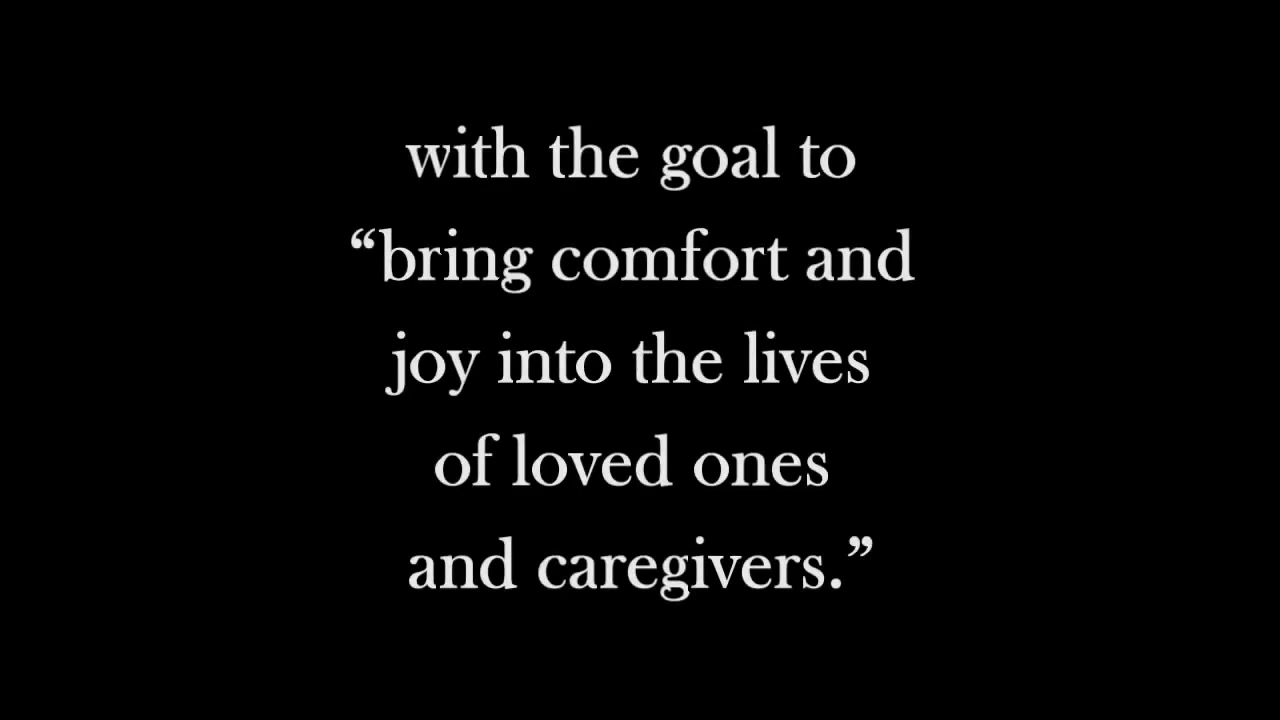 with the goal to
“bring comfort and
joy into the lives
of loved ones
and caregivers.”